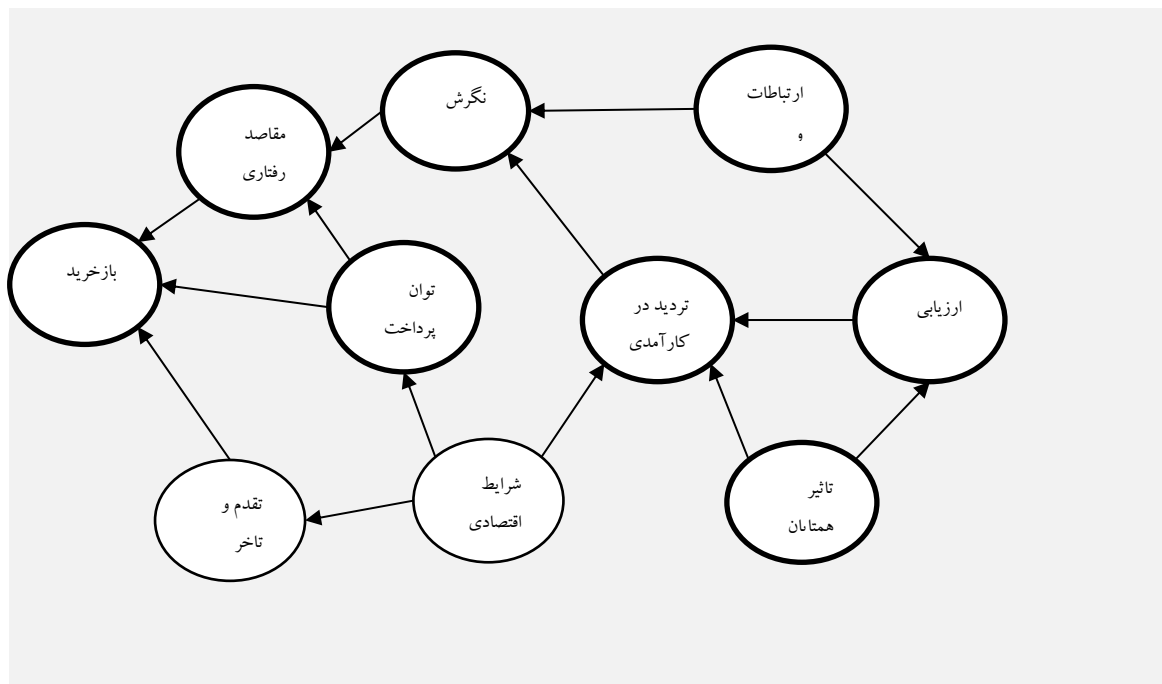 ارتباطات
و
نگرش
مقاصد
رفتاری
بازخرید
توان
پرداخت
تردید در
کارآمدی
ارزیابی
شرایط
اقتصادی
تاثیر
همتایان
تقدم و
تاخر